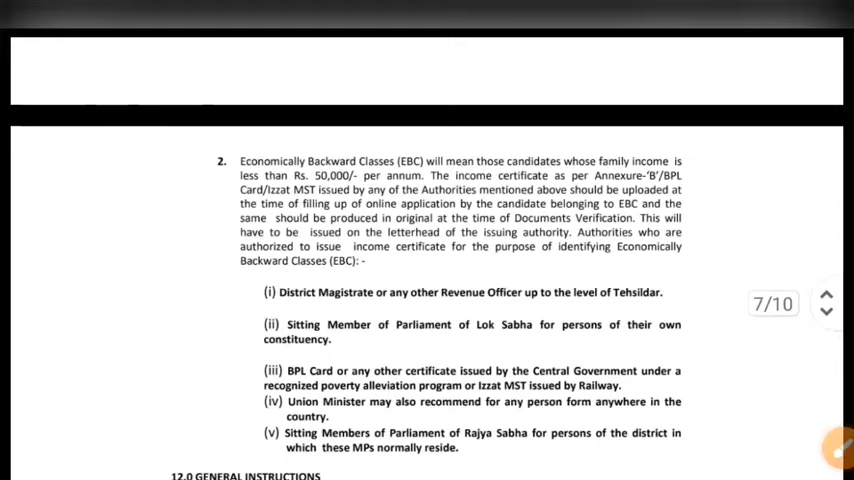 2. Economically Backward Classes (EBC) will mean those candidates whose family income is
less than Rs. 50,000/- per annum. The income certificate as per Annexure-'B'/BPL
Card/Izzat MST issued by any of the Authorities mentioned above should be uploaded at
the time of filling up of online application by the candidate belonging to EBC and the
same should be produced in original at the time of Documents Verification. This will
have to be issued on the letterhead of the issuing authority. Authorities who are
authorized to issue income certificate for the purpose of identifying Economically
Backward Classes (EBC): -
(i) District Magistrate or any other Revenue Officer up to the level of Tehsildar.
(ii) Sitting Member of Parliament of Lok Sabha for persons of their own
constituency.
(iii) BPL Card or any other certificate issued by the Central Government under a
recognized poverty alleviation program or Izzat MST issued by Railway.
(iv) Union Minister may also recommend for any person form anywhere in the
country.
(v) Sitting Members of Parliament of Rajya Sabha for persons of the district in
which these MPs normally reside.
7/10
12.0 GENERAL INSTRUCTIONS